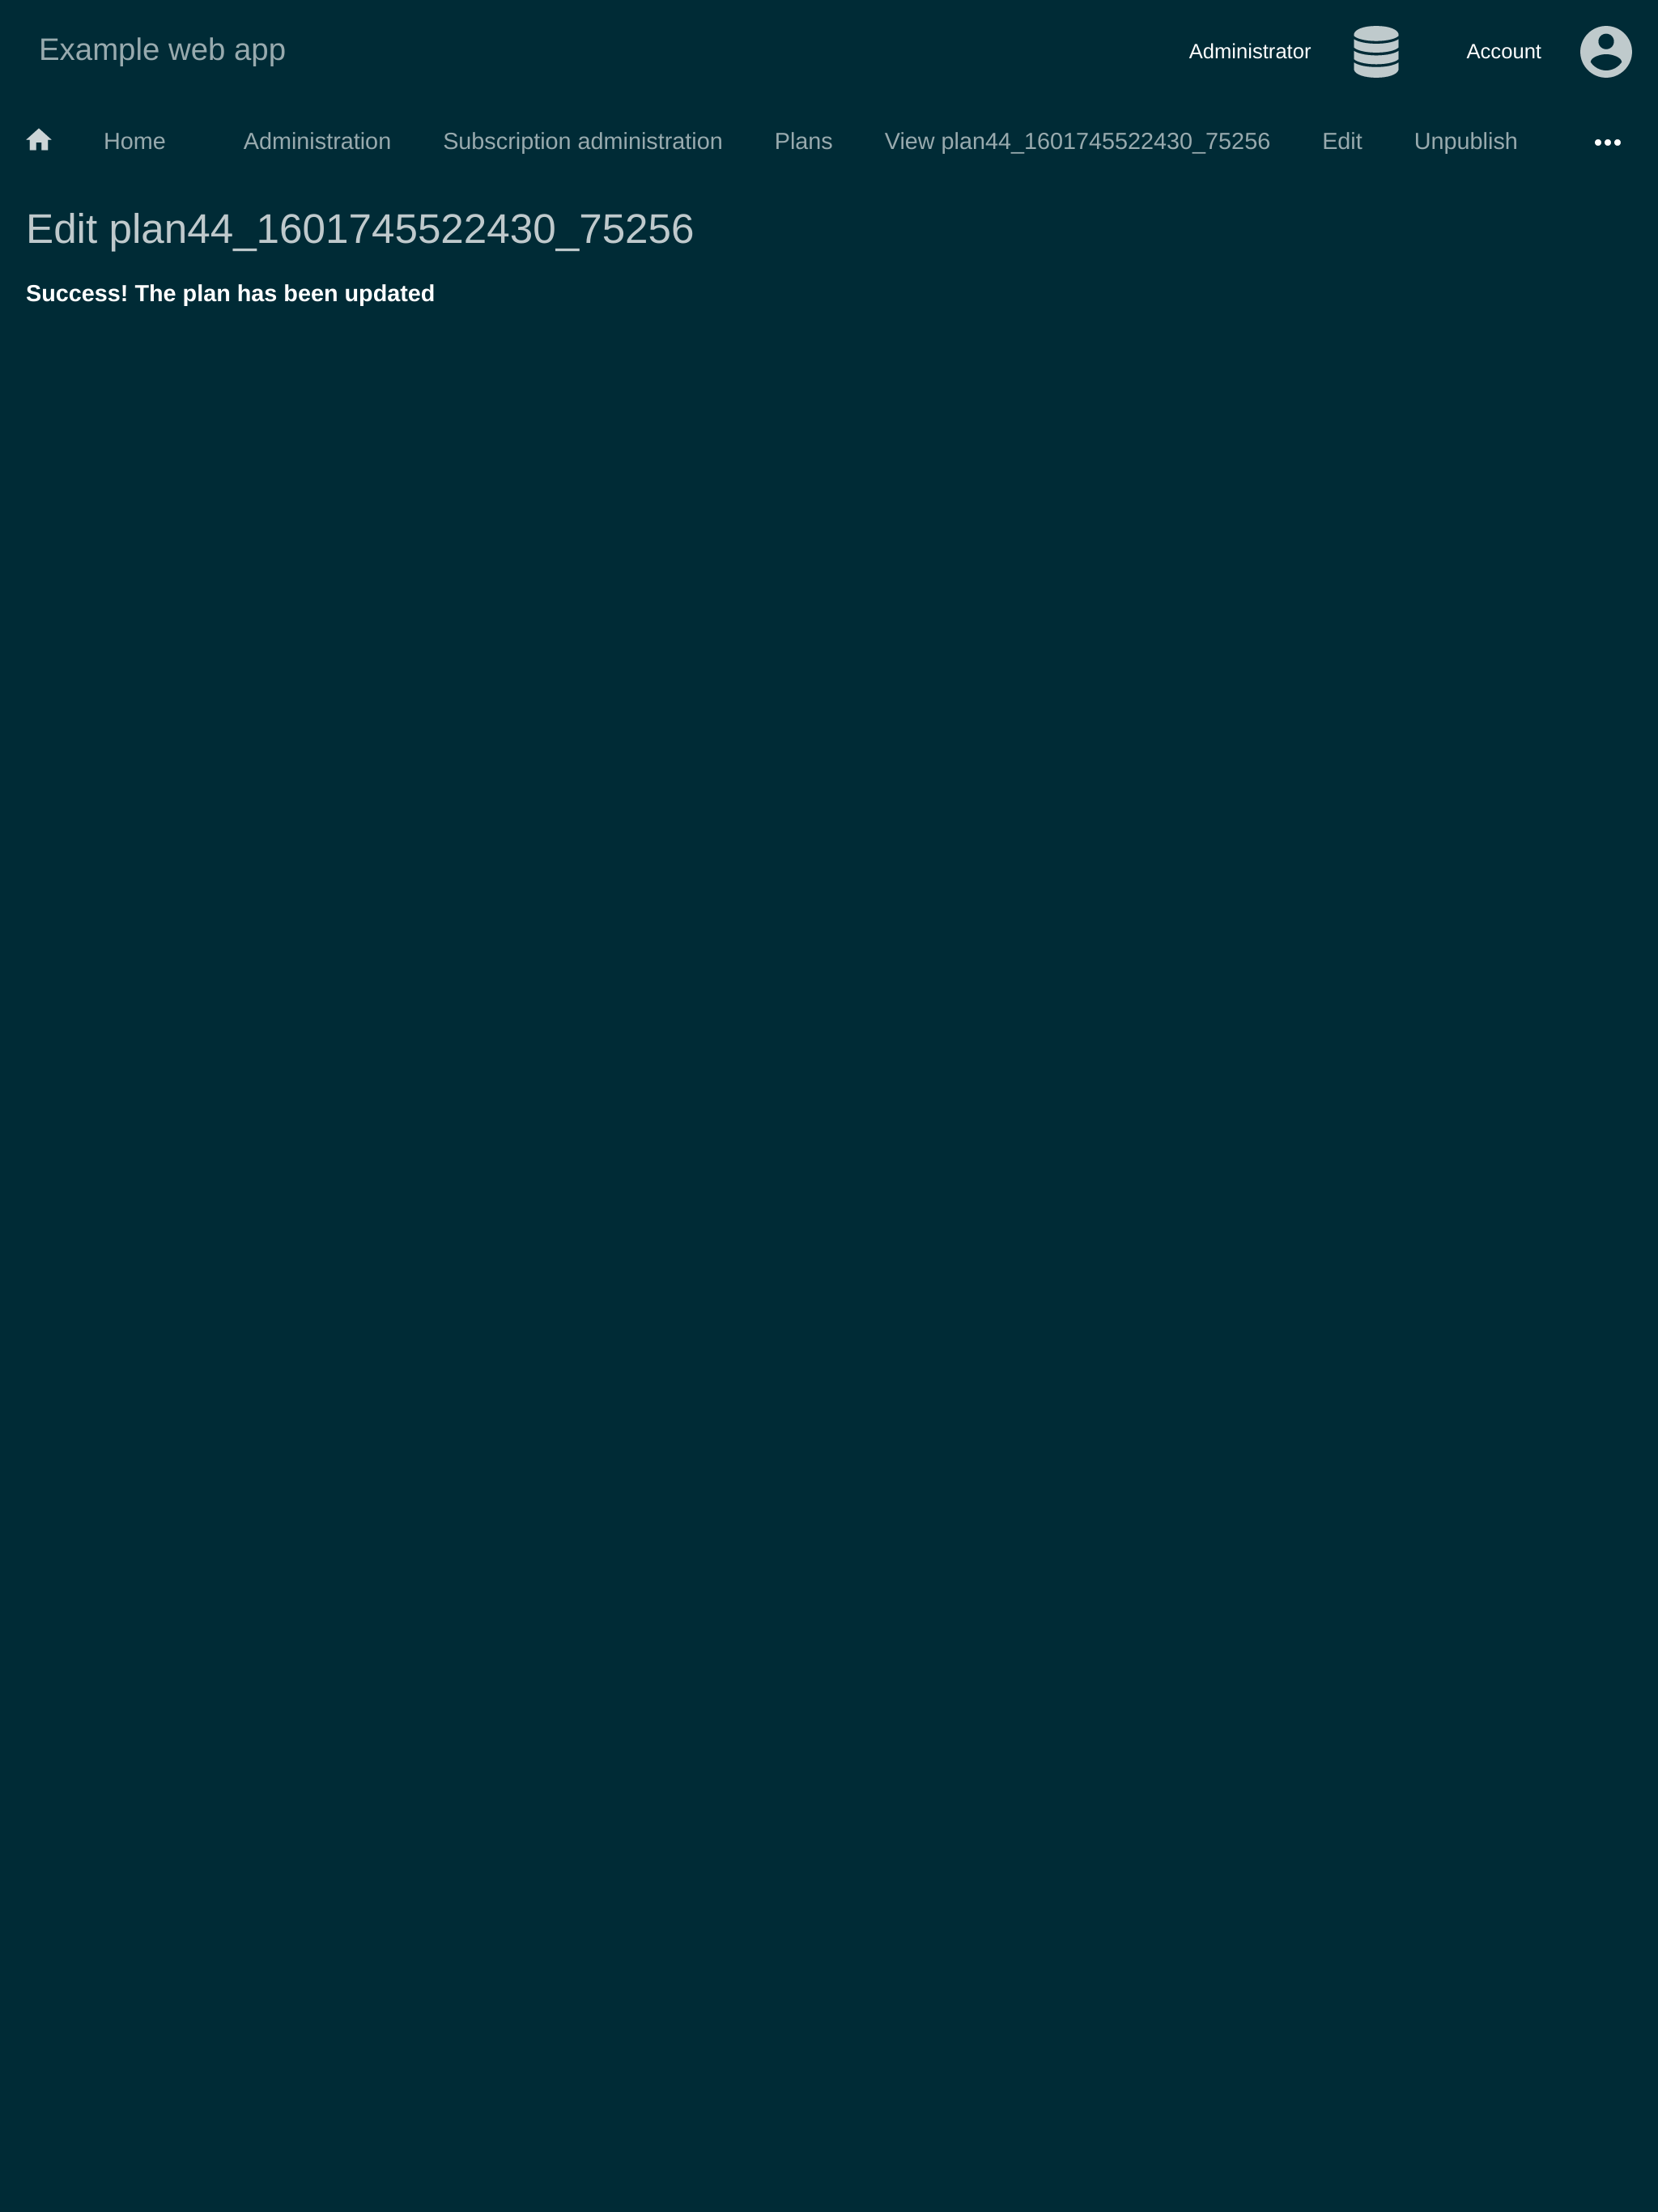 Example web app
Administrator
Account
Home Administration Subscription administration Plans View plan44_1601745522430_75256 Edit Unpublish
Edit plan44_1601745522430_75256
Success! The plan has been updated